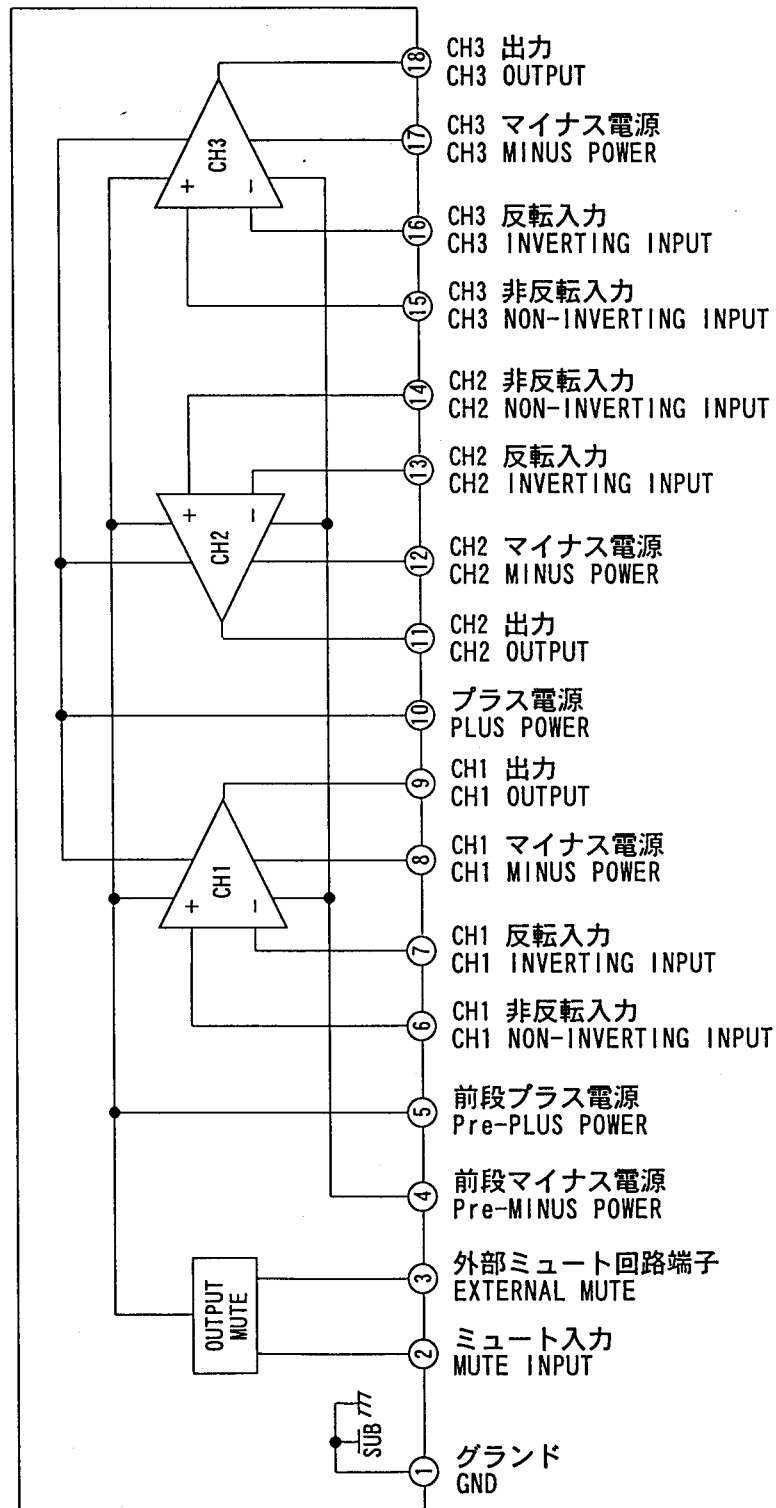 18
CH3 出力
CH3 OUTPUT
17
CH3 マイナス電源
CH3 MINUS POWER
CH3
+
−
16
CH3 反転入力
CH3 INVERTING INPUT
15
CH3 非反転入力
CH3 NON-INVERTING INPUT
14
CH2 非反転入力
CH2 NON-INVERTING INPUT
13
CH2 反転入力
CH2 INVERTING INPUT
+
−
CH2
12
CH2 マイナス電源
CH2 MINUS POWER
11
CH2 出力
CH2 OUTPUT
10
プラス電源
PLUS POWER
9
CH1 出力
CH1 OUTPUT
8
CH1 マイナス電源
CH1 MINUS POWER
CH1
+
−
7
CH1 反転入力
CH1 INVERTING INPUT
6
CH1 非反転入力
CH1 NON-INVERTING INPUT
5
前段プラス電源
Pre-PLUS POWER
4
前段マイナス電源
Pre-MINUS POWER
3
外部ミュート回路端子
EXTERNAL MUTE
OUTPUT
MUTE
2
ミュート入力
MUTE INPUT
SUB
1
グランド
GND